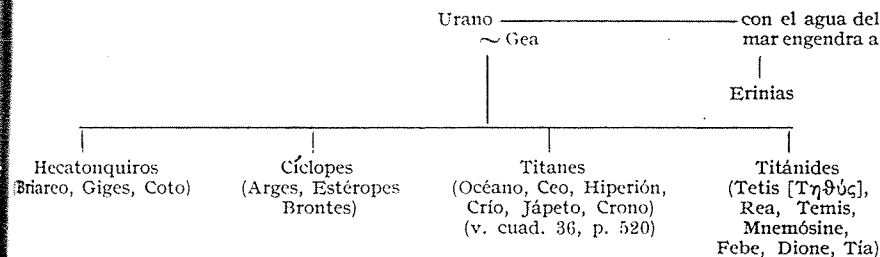 Urano con el agua del
~ Gea mar engendra a
Erinias
Hecatonquiros
(Briareo, Giges, Coto)
Cíclopes
(Arges, Estéropes
Brontes)
Titanes
(Océano, Ceo, Hiperión,
Crío, Jápeto, Crono)
(v. cuad. 36, p. 520)
Titánides
(Tetis [Τηϑύς],
Rea, Temis,
Mnemósine,
Febe, Dione, Tía)